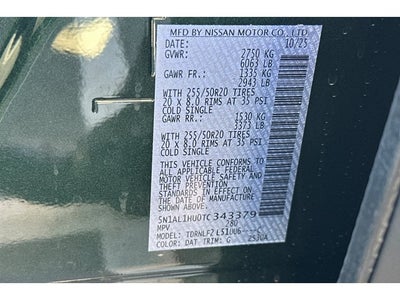 MFD BY NISSAN MOTOR CO., LTD
DATE: 10/25
GVWR: 2750 KG
6063 LB
GAWR FR.: 1335 KG
2943 LB
WITH 255/50R20 TIRES
20 x 8.0 RIMS AT 35 PSI
COLD SINGLE
GAWR RR.: 1530 KG
3373 LB
WITH 255/50R20 TIRES
20 x 8.0 RIMS AT 35 PSI
COLD SINGLE
THIS VEHICLE CONFORMS TO
ALL APPLICABLE FEDERAL
MOTOR VEHICLE SAFETY AND
THEFT PREVENTION
STANDARDS IN EFFECT ON
THE DATE OF MANUFACTURE
SHOWN ABOVE.
5N1AL1HU0TC343379
MPV 280
MODEL:
COLOR: DAT TRIM: G